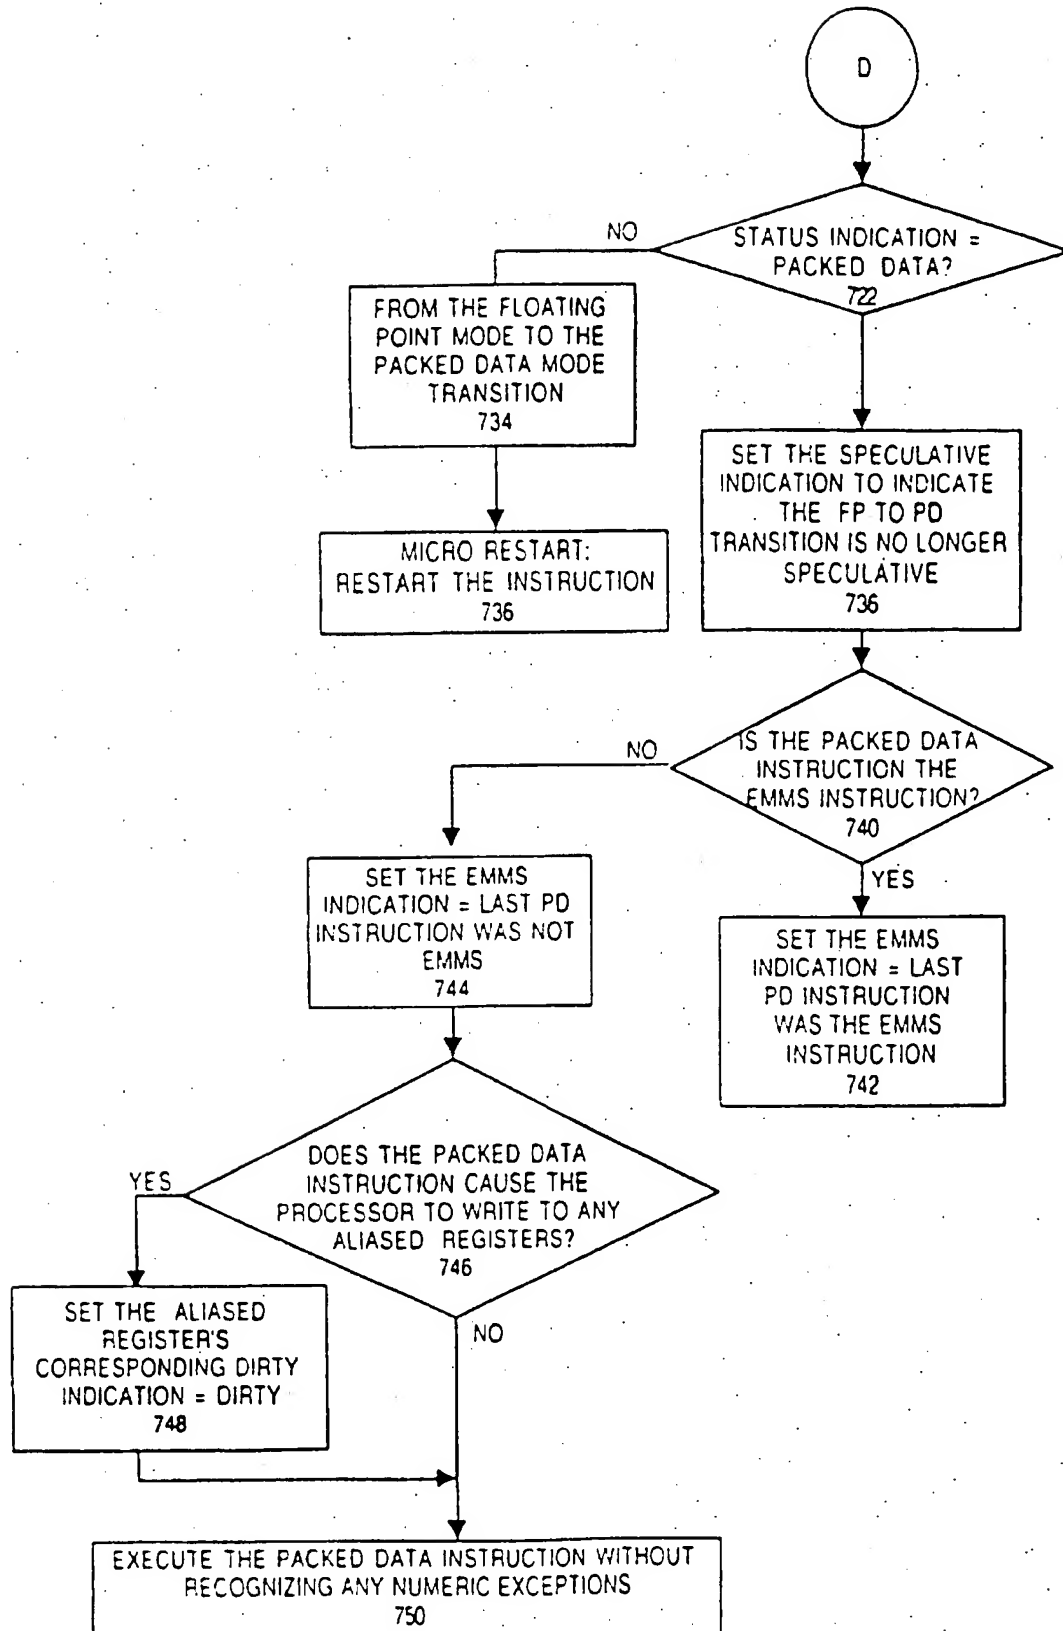 D
STATUS INDICATION =
PACKED DATA?
722
NO
FROM THE FLOATING
POINT MODE TO THE
PACKED DATA MODE
TRANSITION
734
MICRO RESTART:
RESTART THE INSTRUCTION
736
SET THE SPECULATIVE
INDICATION TO INDICATE
THE FP TO PD
TRANSITION IS NO LONGER
SPECULATIVE
736
IS THE PACKED DATA
INSTRUCTION THE
EMMS INSTRUCTION?
740
NO
YES
SET THE EMMS
INDICATION = LAST PD
INSTRUCTION WAS NOT
EMMS
744
SET THE EMMS
INDICATION = LAST
PD INSTRUCTION
WAS THE EMMS
INSTRUCTION
742
DOES THE PACKED DATA
INSTRUCTION CAUSE THE
PROCESSOR TO WRITE TO ANY
ALIASED REGISTERS?
746
YES
NO
SET THE ALIASED
REGISTER'S
CORRESPONDING DIRTY
INDICATION = DIRTY
748
EXECUTE THE PACKED DATA INSTRUCTION WITHOUT
RECOGNIZING ANY NUMERIC EXCEPTIONS
750